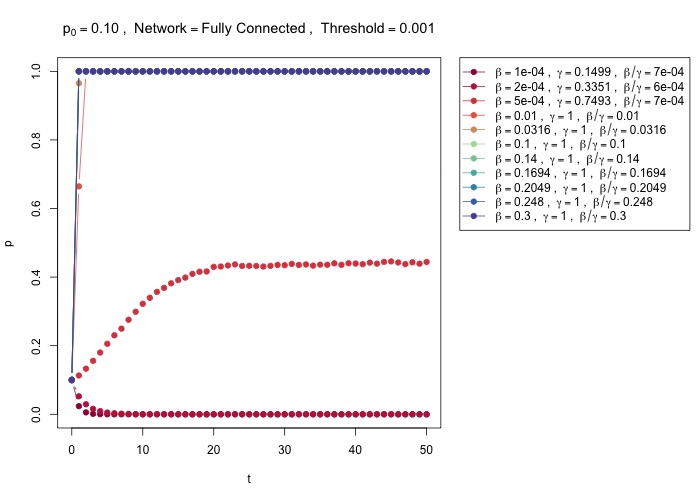 p₀ = 0.10 , Network = Fully Connected , Threshold = 0.001
β = 1e-04 , γ = 0.1499 , β/γ = 7e-04
β = 2e-04 , γ = 0.3351 , β/γ = 6e-04
β = 5e-04 , γ = 0.7493 , β/γ = 7e-04
β = 0.01 , γ = 1 , β/γ = 0.01
β = 0.0316 , γ = 1 , β/γ = 0.0316
β = 0.1 , γ = 1 , β/γ = 0.1
β = 0.14 , γ = 1 , β/γ = 0.14
β = 0.1694 , γ = 1 , β/γ = 0.1694
β = 0.2049 , γ = 1 , β/γ = 0.2049
β = 0.248 , γ = 1 , β/γ = 0.248
β = 0.3 , γ = 1 , β/γ = 0.3
1.0
0.8
0.6
0.4
0.2
0.0
p
0 10 20 30 40 50
t